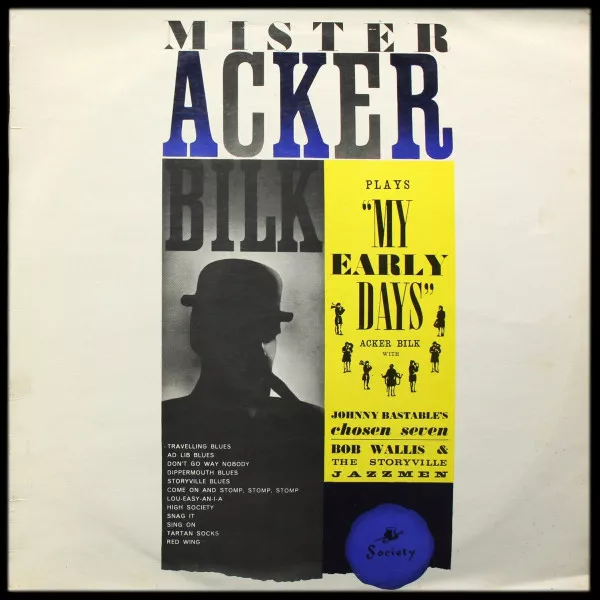 MISTER
ACKER
BILK
PLAYS
"MY
EARLY
DAYS"
ACKER BILK
WITH
JOHNNY BASTABLE'S
chosen seven
BOB WALLIS &
THE STORYVILLE
JAZZMEN
TRAVELLING BLUES
AD LIB BLUES
DON'T GO WAY NOBODY
DIPPERMOUTH BLUES
STORYVILLE BLUES
COME ON AND STOMP, STOMP, STOMP
LOU-EASY-AN-I-A
HIGH SOCIETY
SNAG IT
SING ON
TARTAN SOCKS
RED WING
Society